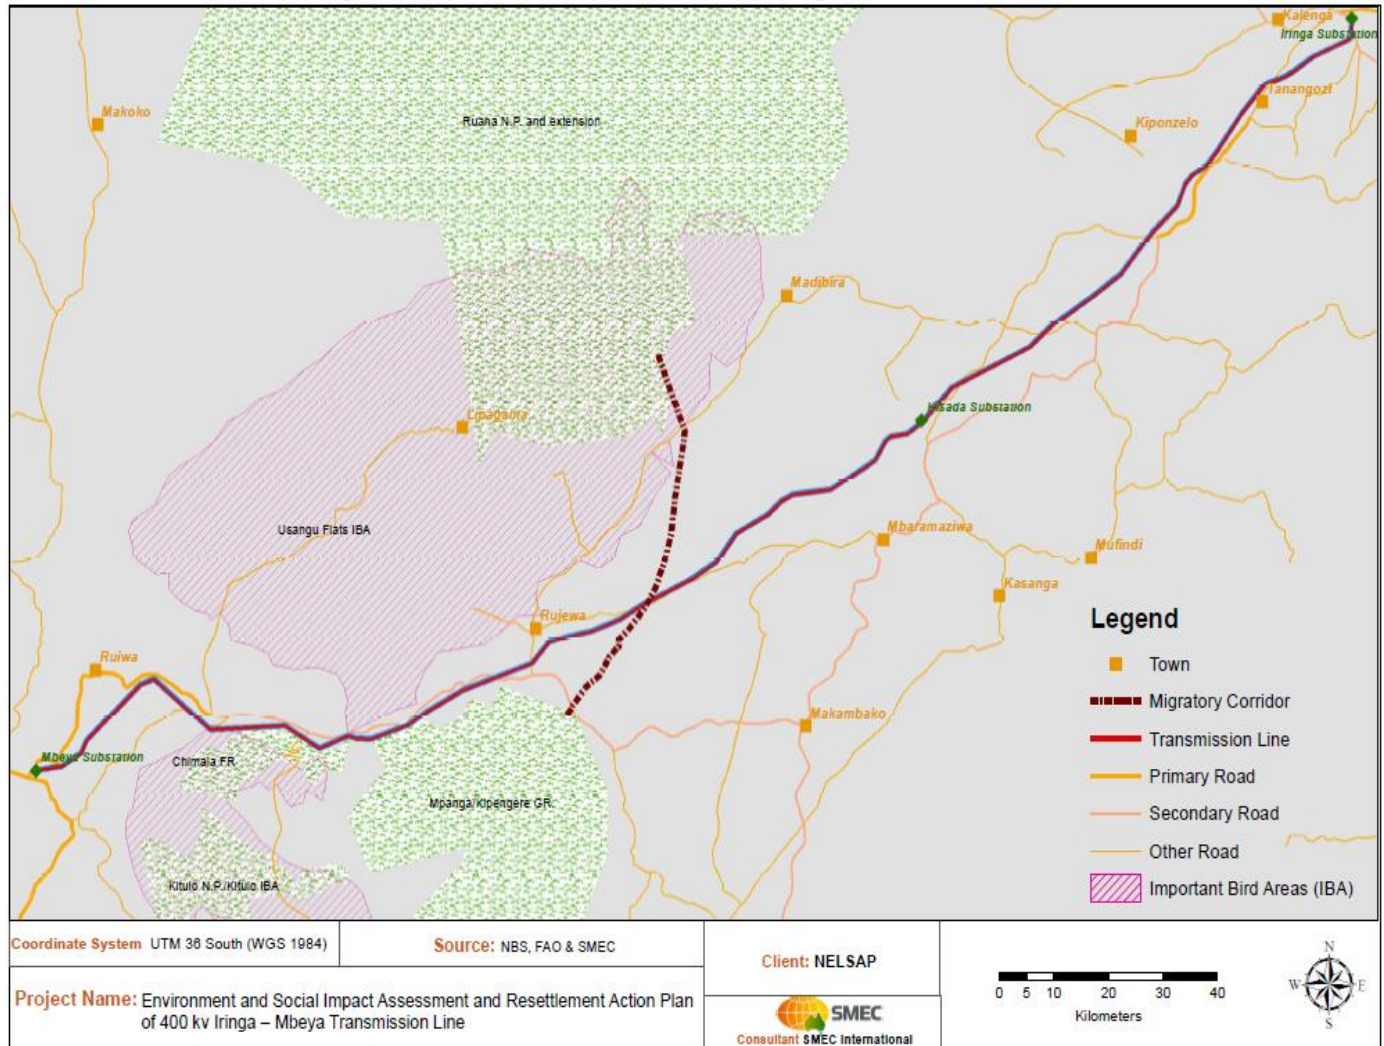 Kalenga
Iringa Substation
Tanangozi
Makoko
Ruaha N.P. and extension
Kiponzelo
Madibira
Lipaganta
Kisada Substation
Usangu Flats IBA
Mbaramaziwa
Mufindi
Kasanga
Rujewa
Ruiwa
Makambako
Mbeya Substation
Chimala FR
Mpanga/Kipengere GR.
Kitulo N.P./Kitulo IBA
Legend
Town
Migratory Corridor
Transmission Line
Primary Road
Secondary Road
Other Road
Important Bird Areas (IBA)
Coordinate System UTM 36 South (WGS 1984)
Source: NBS, FAO & SMEC
Client: NELSAP
Project Name: Environment and Social Impact Assessment and Resettlement Action Plan
of 400 kv Iringa – Mbeya Transmission Line
SMEC
Consultant SMEC International
0 5 10 20 30 40
Kilometers
N
W E
S